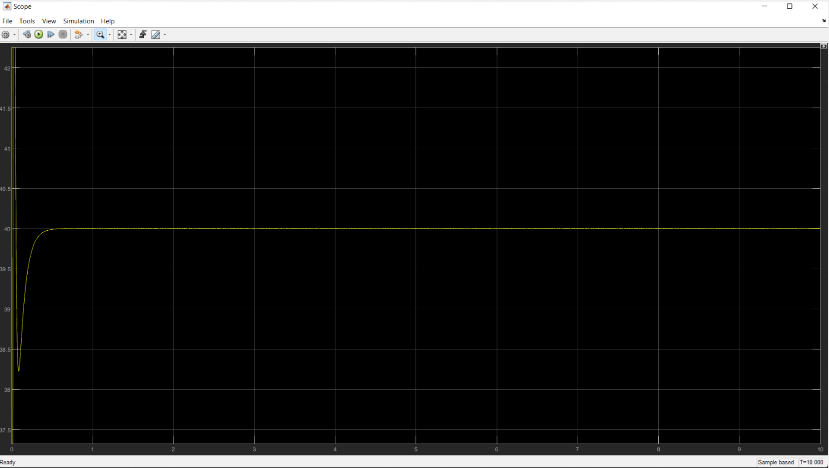 Scope
File Tools View Simulation Help
42
41.5
41
40.5
40
39.5
39
38.5
38
37.5
0 1 2 3 4 5 6 7 8 9 10
Ready Sample based T=10.000